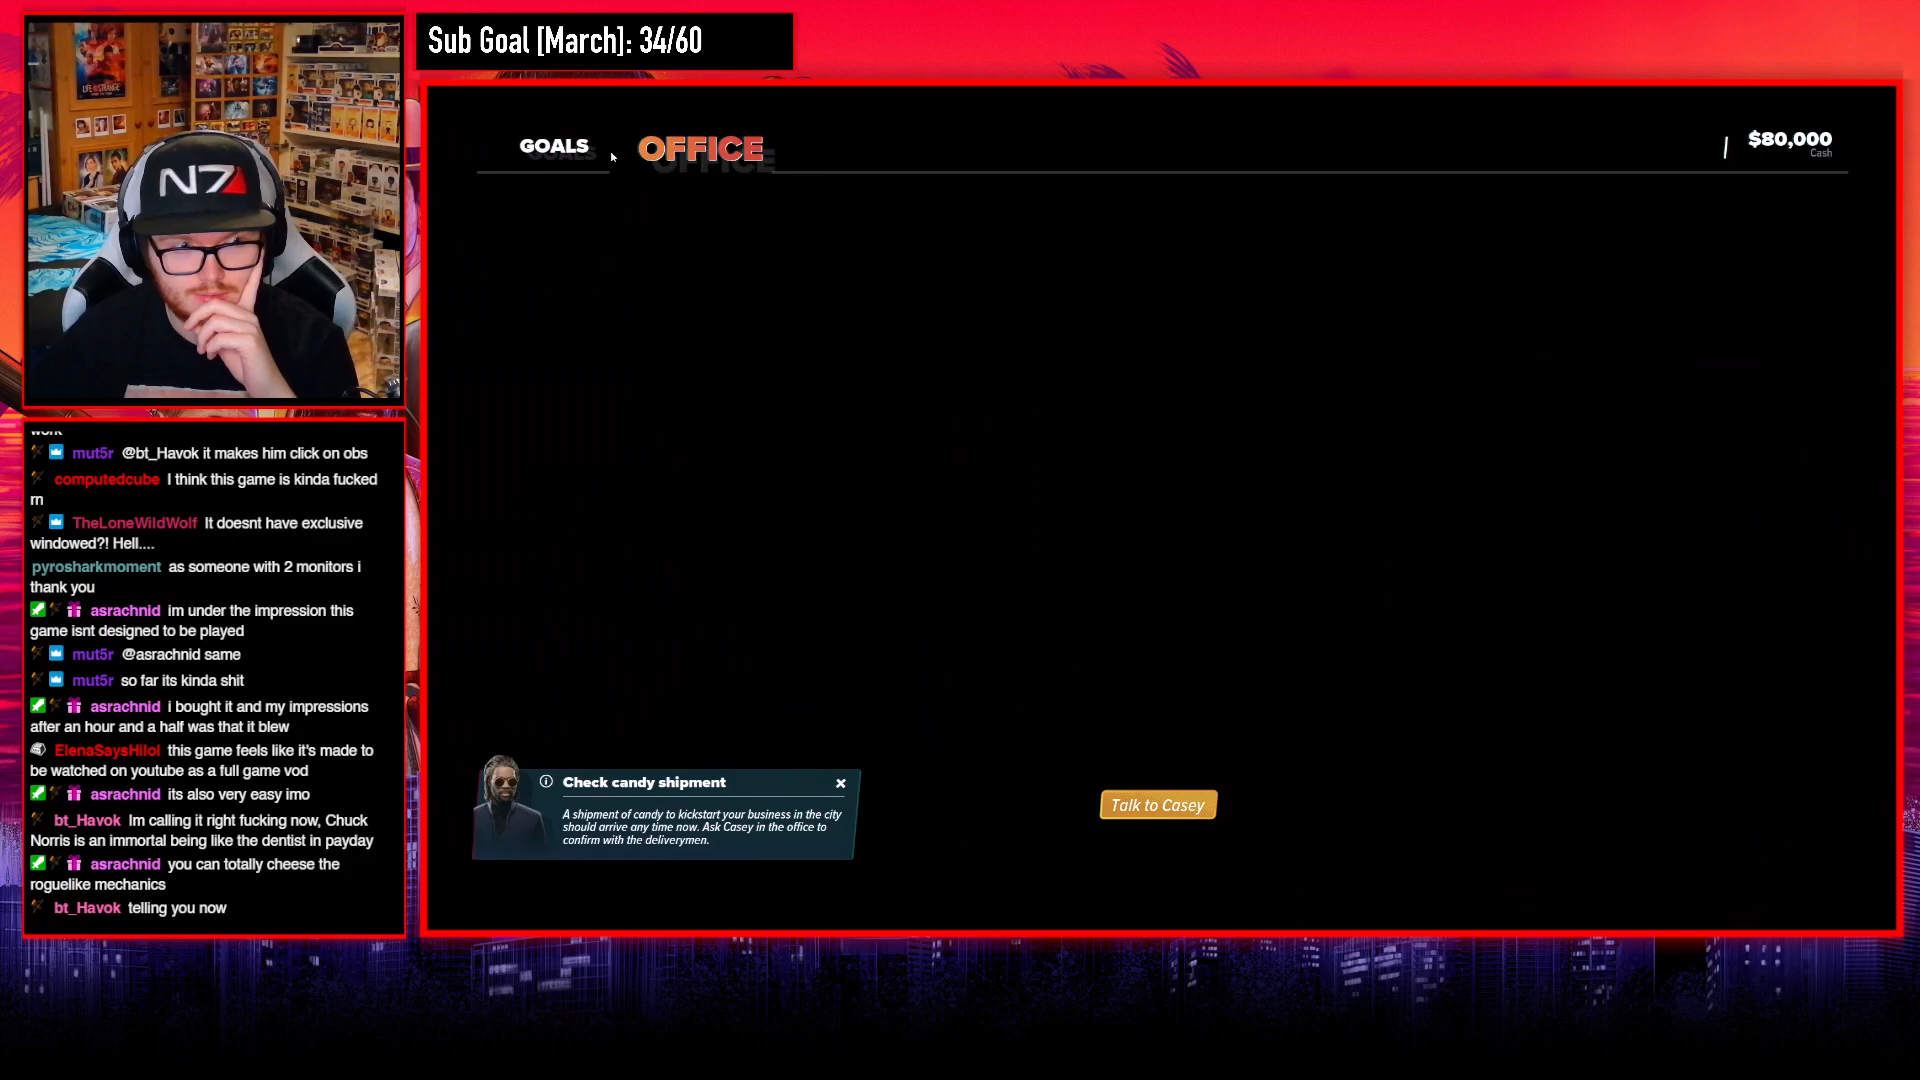 Sub Goal [March]: 34/60
LIFE IS STRANGE
N7
GOALS
OFFICE
$80,000
Cash
work
mut5r @bt_Havok it makes him click on obs
computedcube I think this game is kinda fucked
rn
TheLoneWildWolf It doesnt have exclusive
windowed?! Hell....
pyrosharkmoment as someone with 2 monitors i
thank you
asrachnid im under the impression this
game isnt designed to be played
mut5r @asrachnid same
mut5r so far its kinda shit
asrachnid i bought it and my impressions
after an hour and a half was that it blew
ElenaSaysHilol this game feels like it's made to
be watched on youtube as a full game vod
asrachnid its also very easy imo
bt_Havok Im calling it right fucking now, Chuck
Norris is an immortal being like the dentist in payday
asrachnid you can totally cheese the
roguelike mechanics
bt_Havok telling you now
Check candy shipment
A shipment of candy to kickstart your business in the city
should arrive any time now. Ask Casey in the office to
confirm with the deliverymen.
Talk to Casey